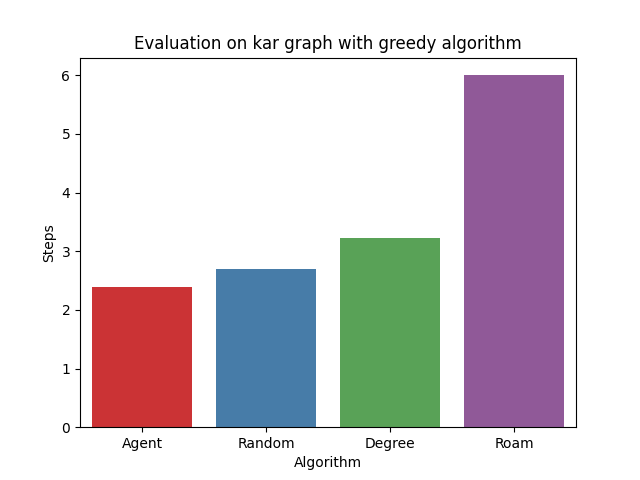 Evaluation on kar graph with greedy algorithm
6
5
4
3
2
1
0
Steps
Agent Random Degree Roam
Algorithm